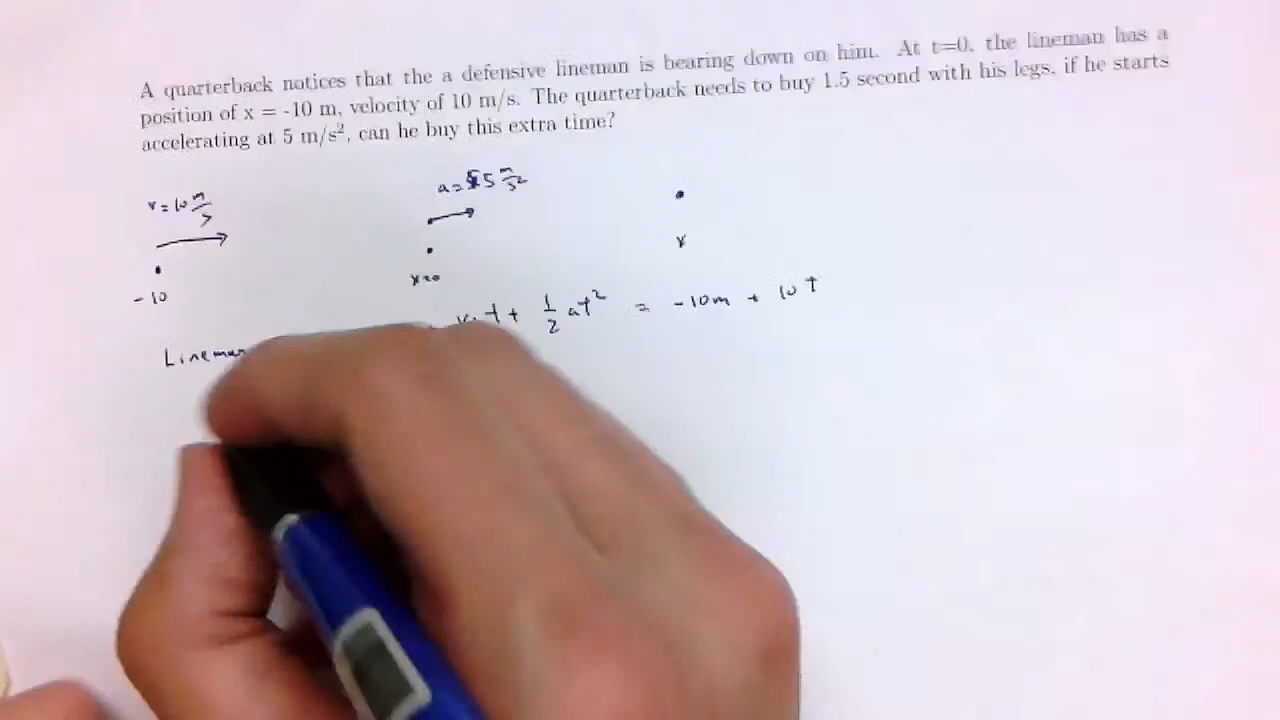 A quarterback notices that the a defensive lineman is bearing down on him. At t=0, the lineman has a
position of x = -10 m, velocity of 10 m/s. The quarterback needs to buy 1.5 second with his legs, if he starts
accelerating at 5 m/s², can he buy this extra time?
a = 5 m/s²
v = 10 m/s
x
x=0
-10
t + 1/2 at² = -10m + 10t
Lineman